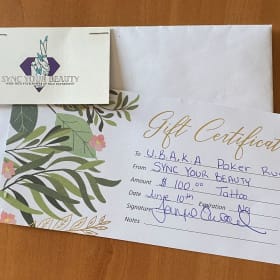 SYNC YOUR BEAUTY
Gift Certificat
To U.B.A.K.A Poker Run
From SYNC YOUR BEAUTY
Amount $100.00 Tattoo
Date June 10th Expiration No
Signature
Notes